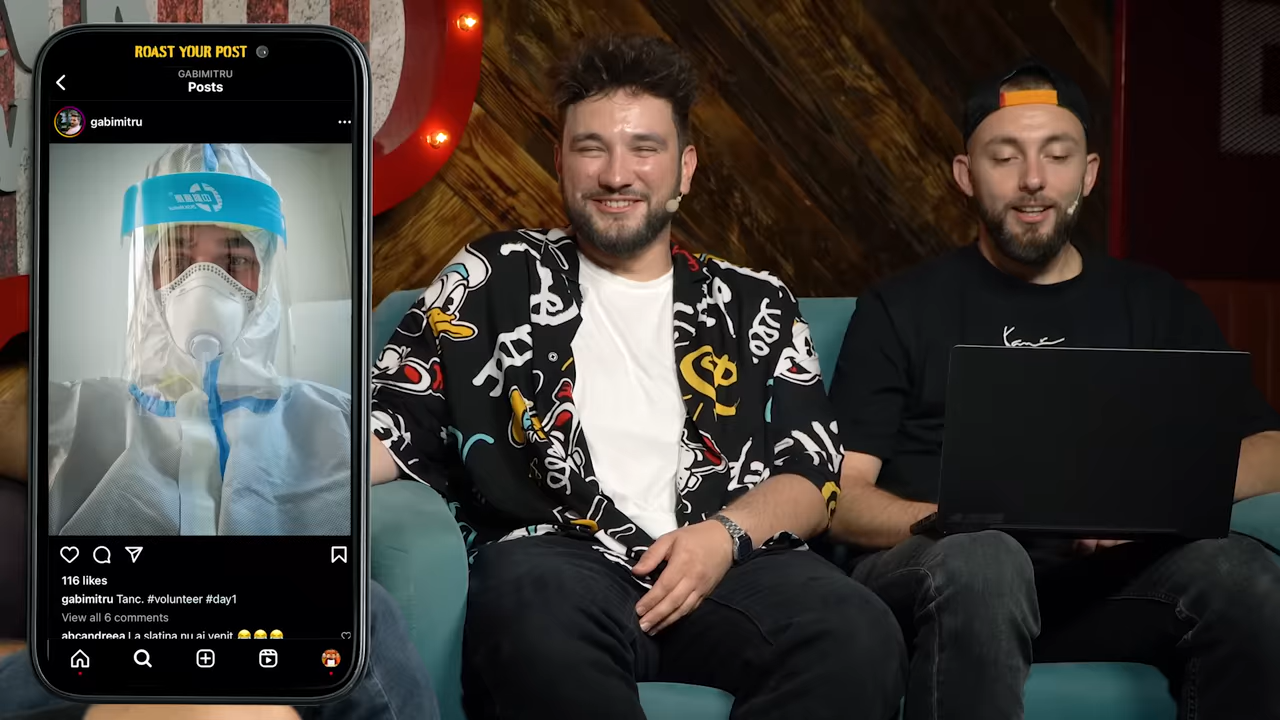 ROAST YOUR POST
GABIMITRU
Posts
gabimitru
116 likes
gabimitru Tanc. #volunteer #day1
View all 6 comments
abcandreea La slatina nu ai venit 😂😂😂